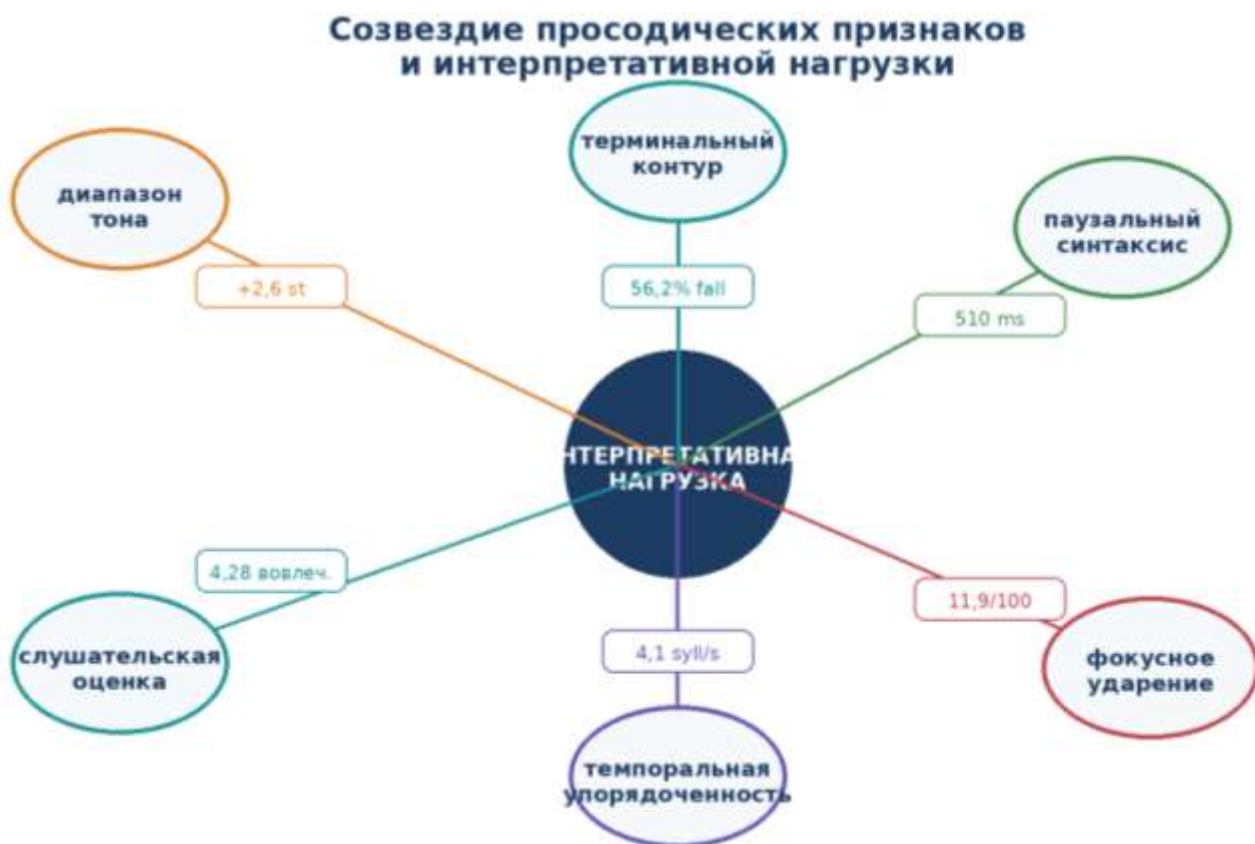 Созвездие просодических признаков
и интерпретативной нагрузки
терминальный
контур
диапазон
тона
паузальный
синтаксис
+2,6 st
56,2% fall
510 ms
НТЕРПРЕТАТИВНА
НАГРУЗКА
4,28 вовлеч.
11,9/100
4,1 syll/s
слушательская
оценка
фокусное
ударение
темпоральная
упорядоченность